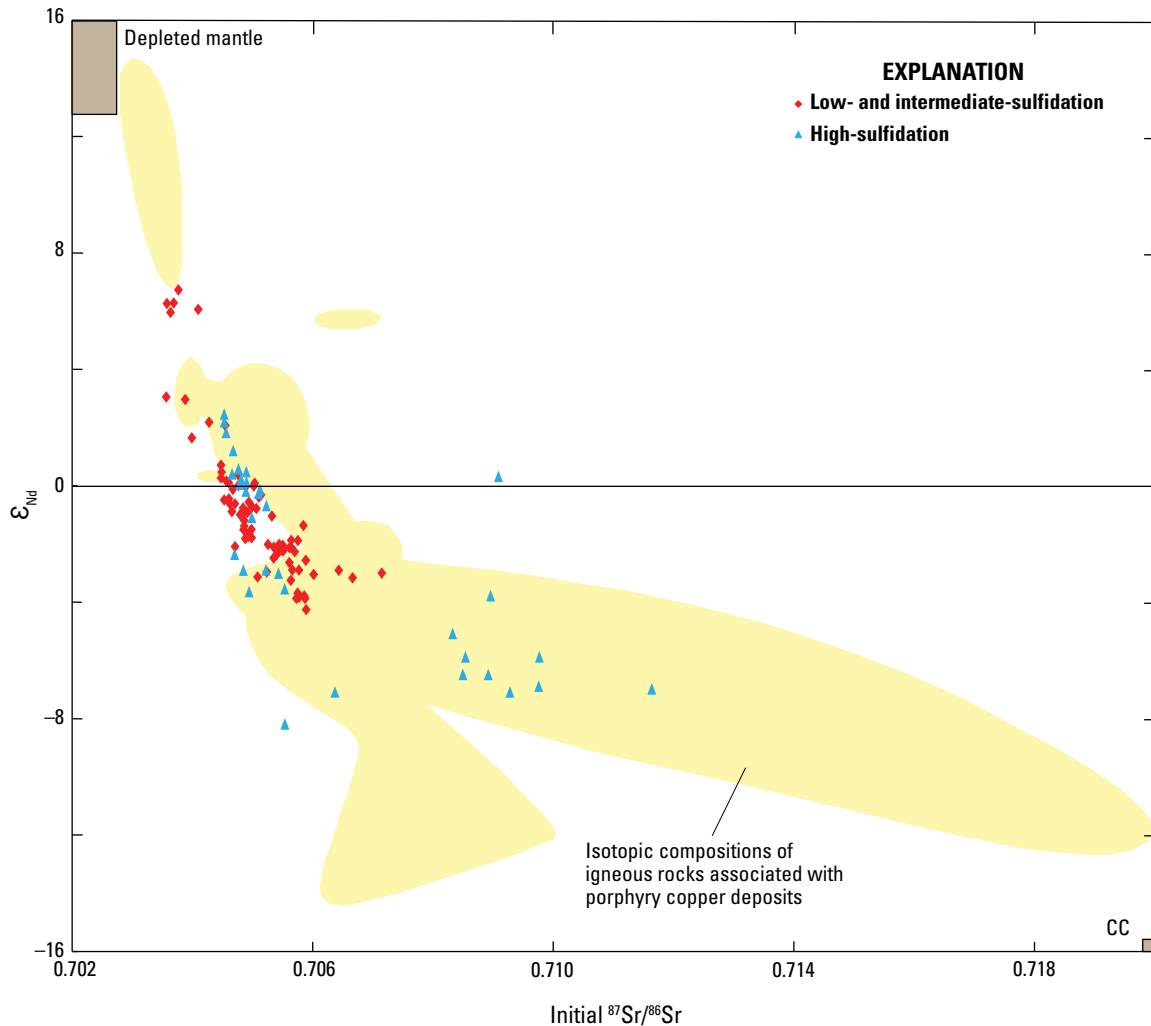 16
Depleted mantle
EXPLANATION
Low- and intermediate-sulfidation
High-sulfidation
8
0
εNd
−8
Isotopic compositions of
igneous rocks associated with
porphyry copper deposits
CC
−16
0.702
0.706
0.710
0.714
0.718
Initial ⁸⁷Sr/⁸⁶Sr